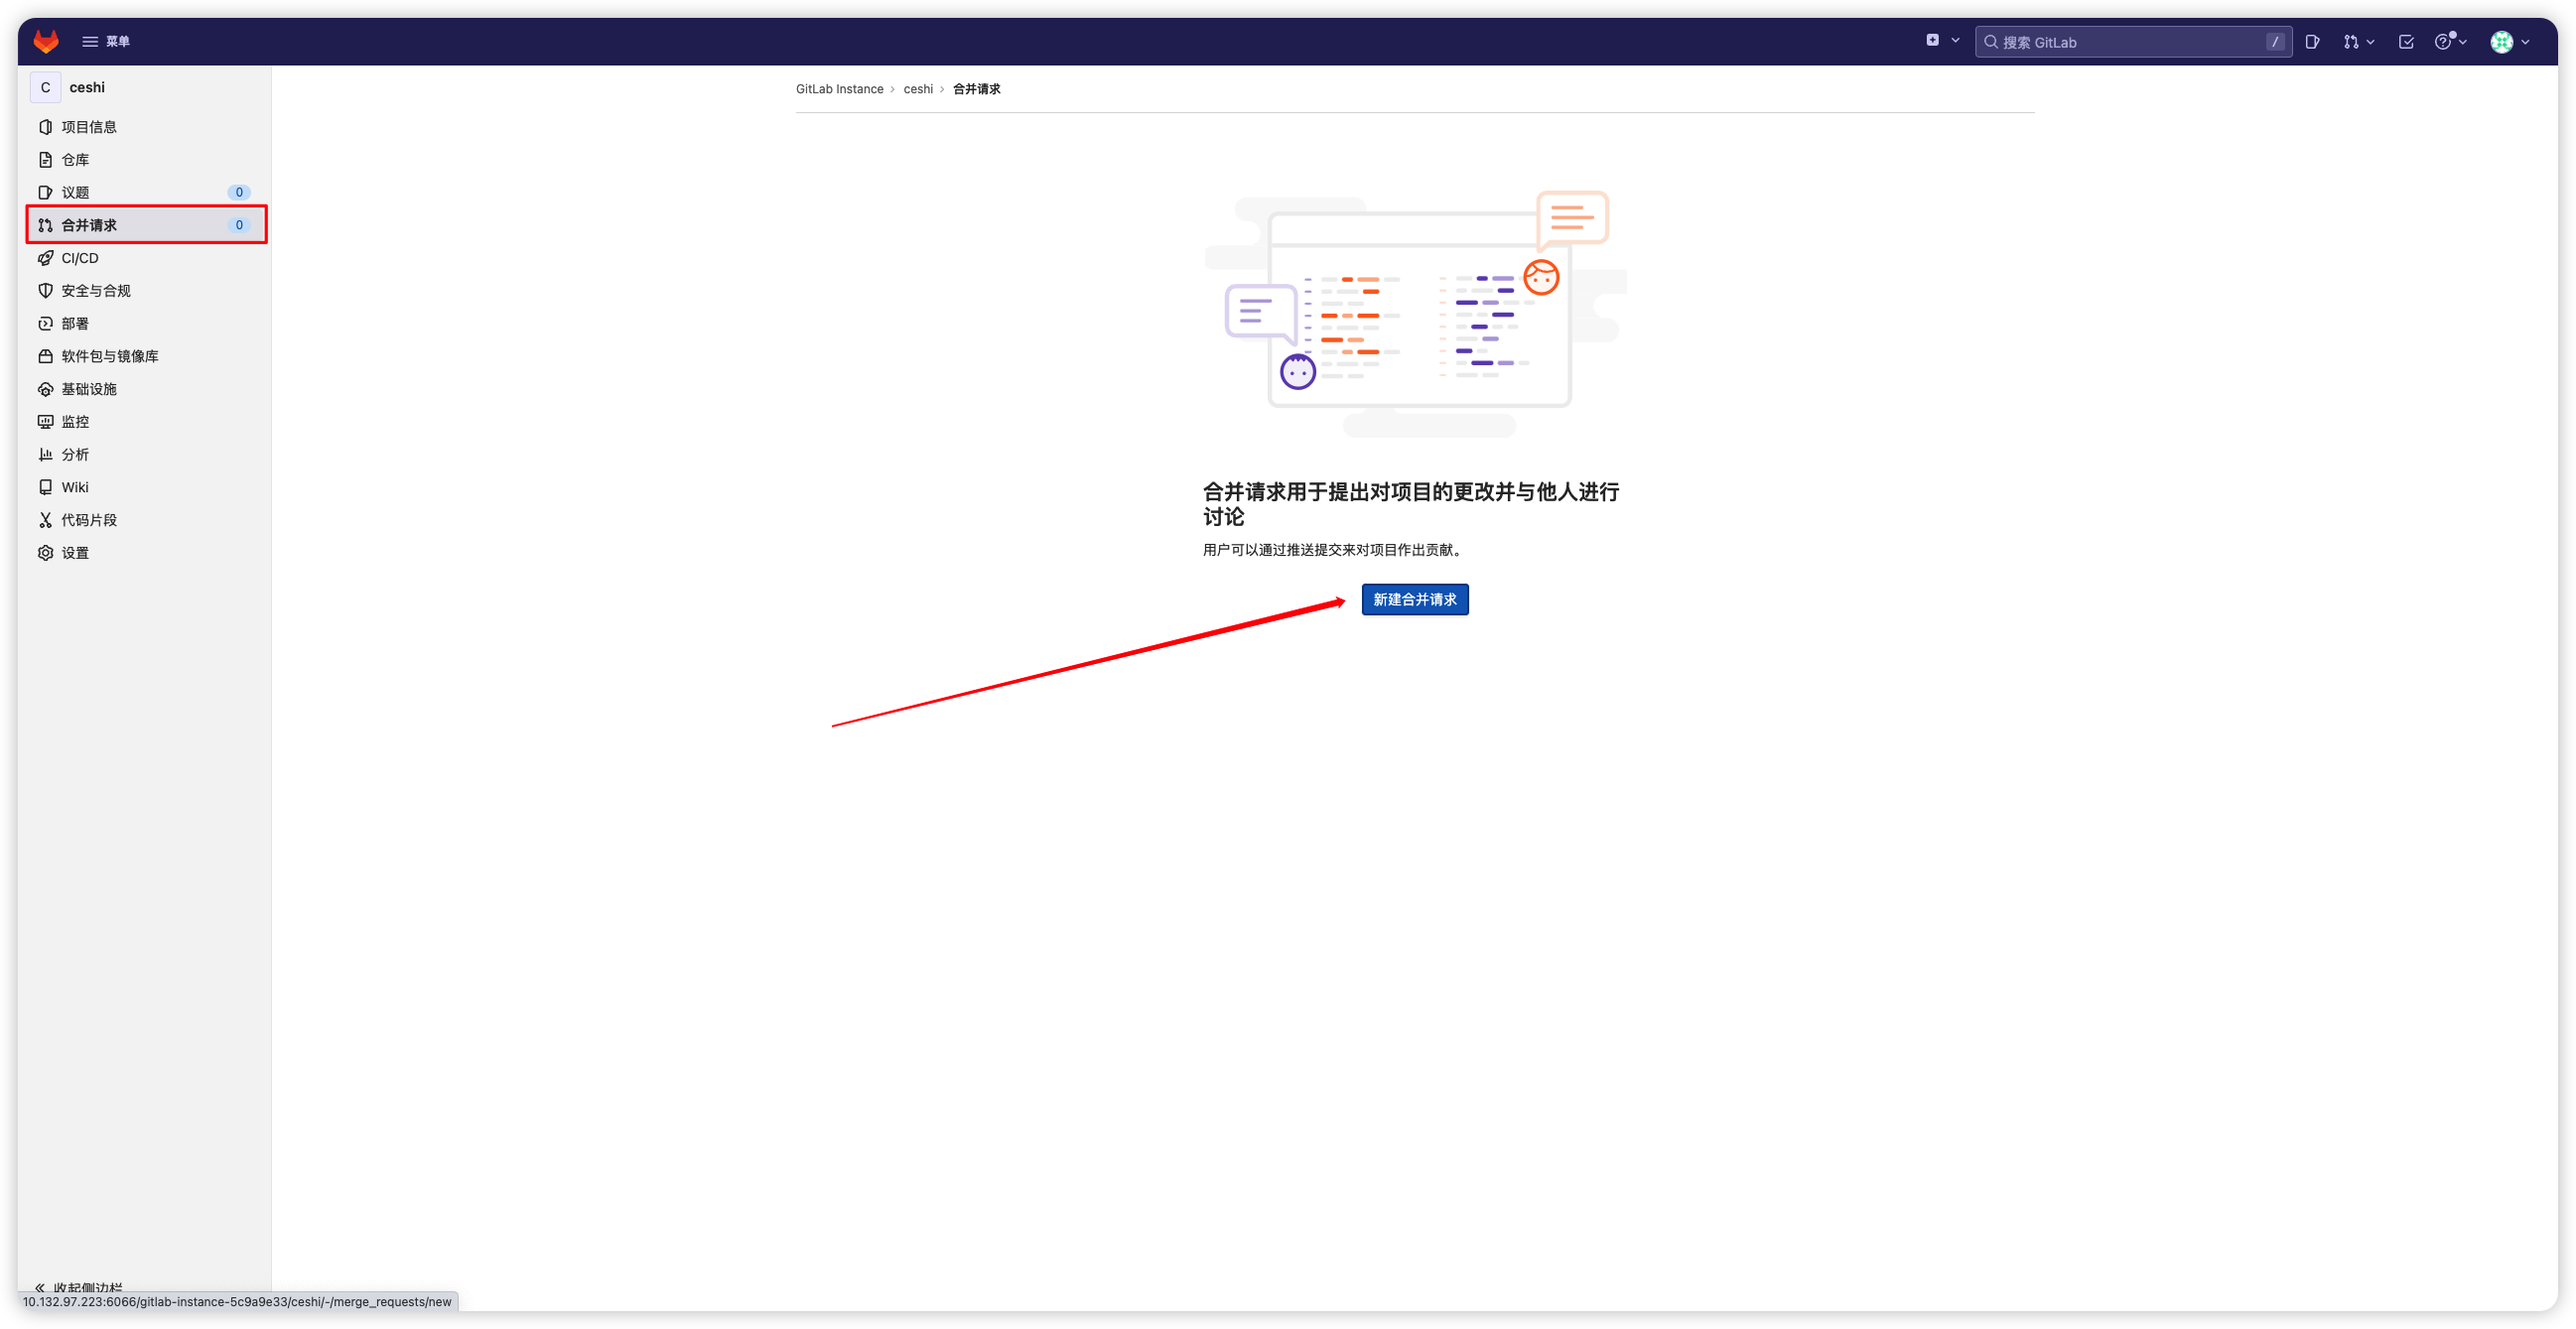 菜单
搜索 GitLab
/
C ceshi
项目信息
仓库
议题 0
合并请求 0
CI/CD
安全与合规
部署
软件包与镜像库
基础设施
监控
分析
Wiki
代码片段
设置
收起侧边栏
10.132.97.223:6066/gitlab-instance-5c9a9e33/ceshi/-/merge_requests/new
GitLab Instance › ceshi › 合并请求
合并请求用于提出对项目的更改并与他人进行
讨论
用户可以通过推送提交来对项目作出贡献。
新建合并请求